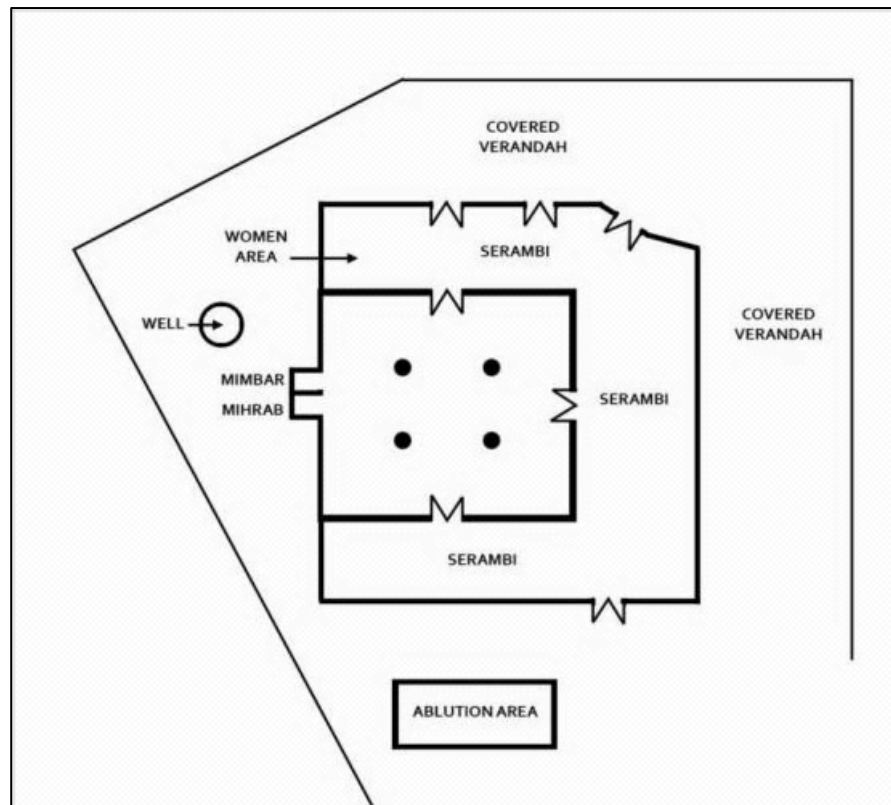 COVERED
VERANDAH
WOMEN
AREA
SERAMBI
WELL
COVERED
VERANDAH
MIMBAR
MIHRAB
SERAMBI
SERAMBI
ABLUTION AREA